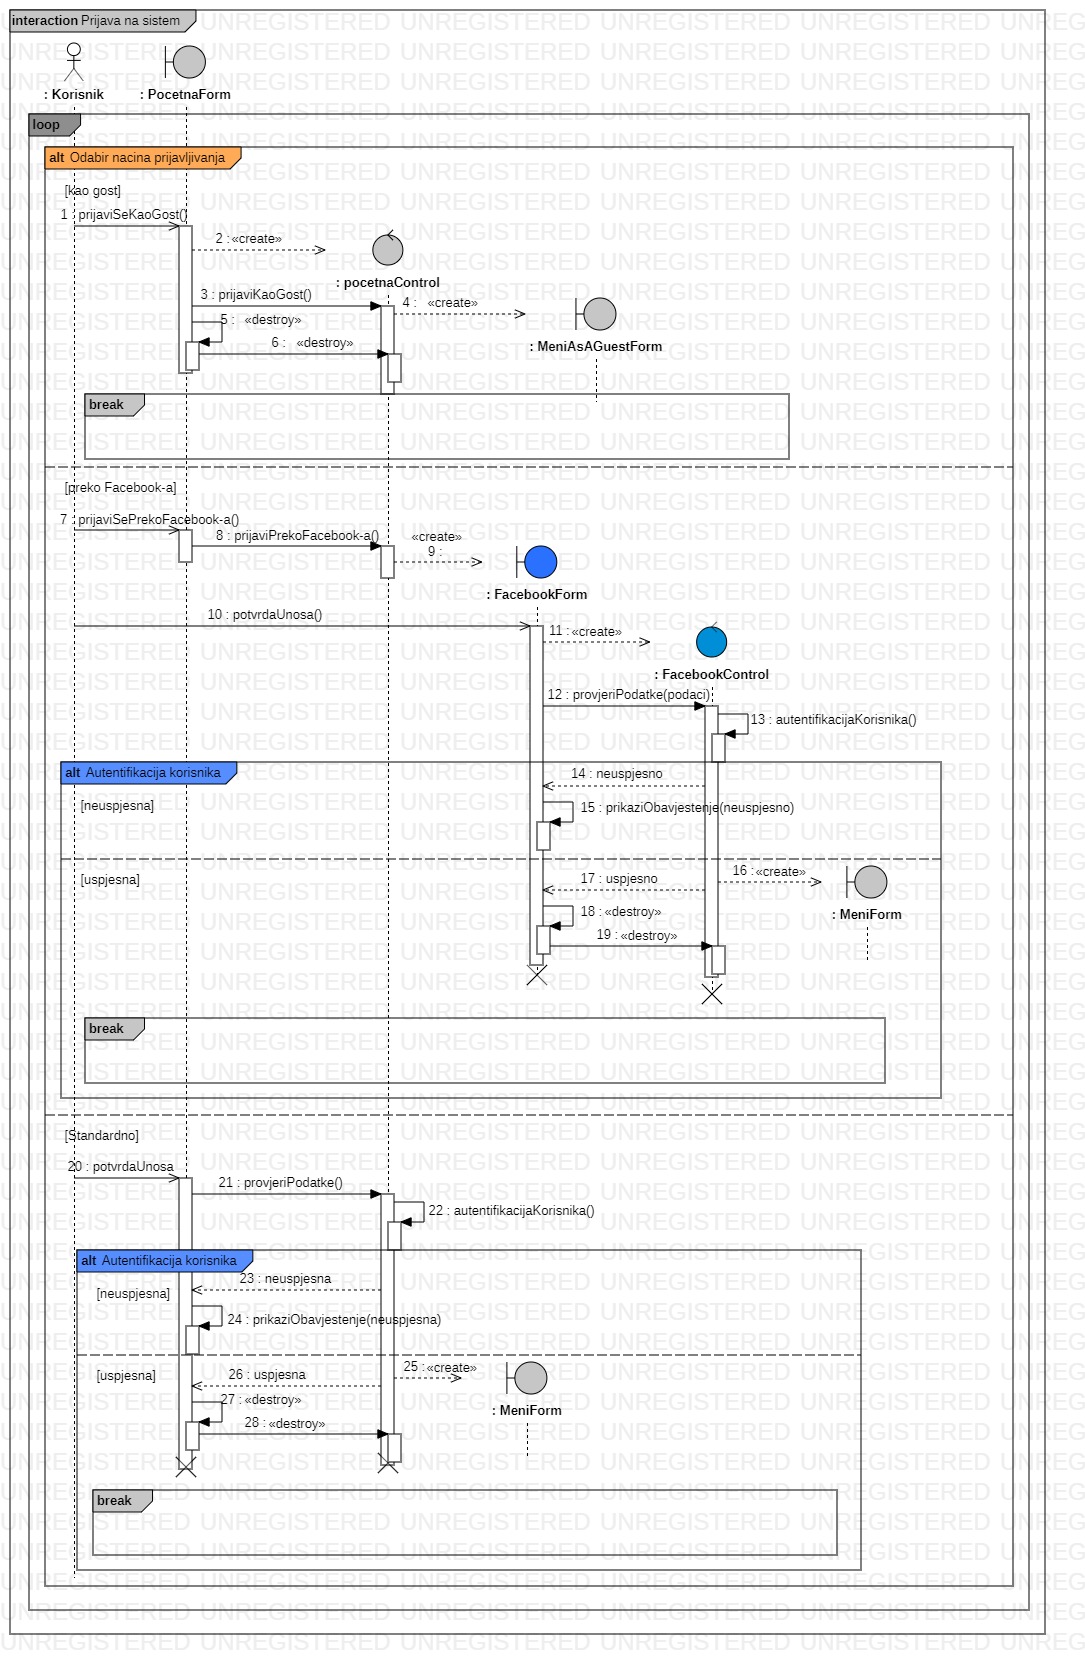 interaction Prijava na sistem
: Korisnik
: PocetnaForm
loop
alt Odabir nacina prijavljivanja
[kao gost]
1 : prijaviSeKaoGost()
2 : «create»
: pocetnaControl
3 : prijaviKaoGost()
4 : «create»
5 : «destroy»
6 : «destroy»
: MeniAsAGuestForm
break
[preko Facebook-a]
7 : prijaviSePrekoFacebook-a()
8 : prijaviPrekoFacebook-a()
«create»
9 :
: FacebookForm
10 : potvrdaUnosa()
11 : «create»
: FacebookControl
12 : provjeriPodatke(podaci)
13 : autentifikacijaKorisnika()
alt Autentifikacija korisnika
14 : neuspjesno
[neuspjesna]
15 : prikaziObavjestenje(neuspjesno)
16 : «create»
[uspjesna]
17 : uspjesno
: MeniForm
18 : «destroy»
19 : «destroy»
break
[Standardno]
20 : potvrdaUnosa
21 : provjeriPodatke()
22 : autentifikacijaKorisnika()
alt Autentifikacija korisnika
23 : neuspjesna
[neuspjesna]
24 : prikaziObavjestenje(neuspjesna)
25 : «create»
[uspjesna]
26 : uspjesna
27 : «destroy»
: MeniForm
28 : «destroy»
break
UNREGISTERED